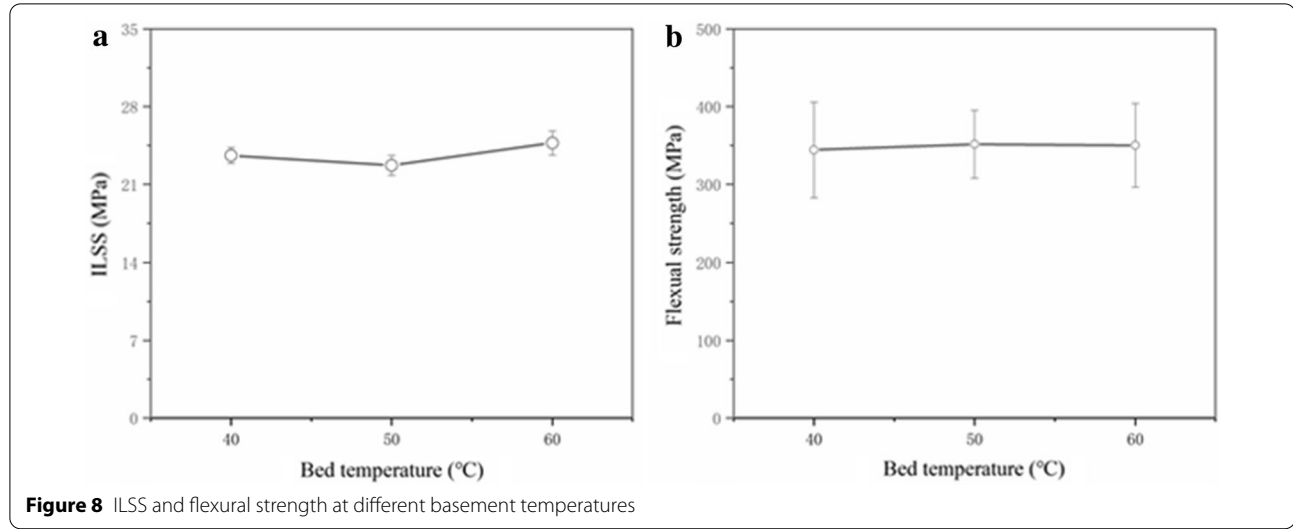 a
35
28
21
14
7
0
ILSS (MPa)
40 50 60
Bed temperature (°C)
b
500
400
300
200
100
0
Flexual strength (MPa)
40 50 60
Bed temperature (°C)
Figure 8 ILSS and flexural strength at different basement temperatures